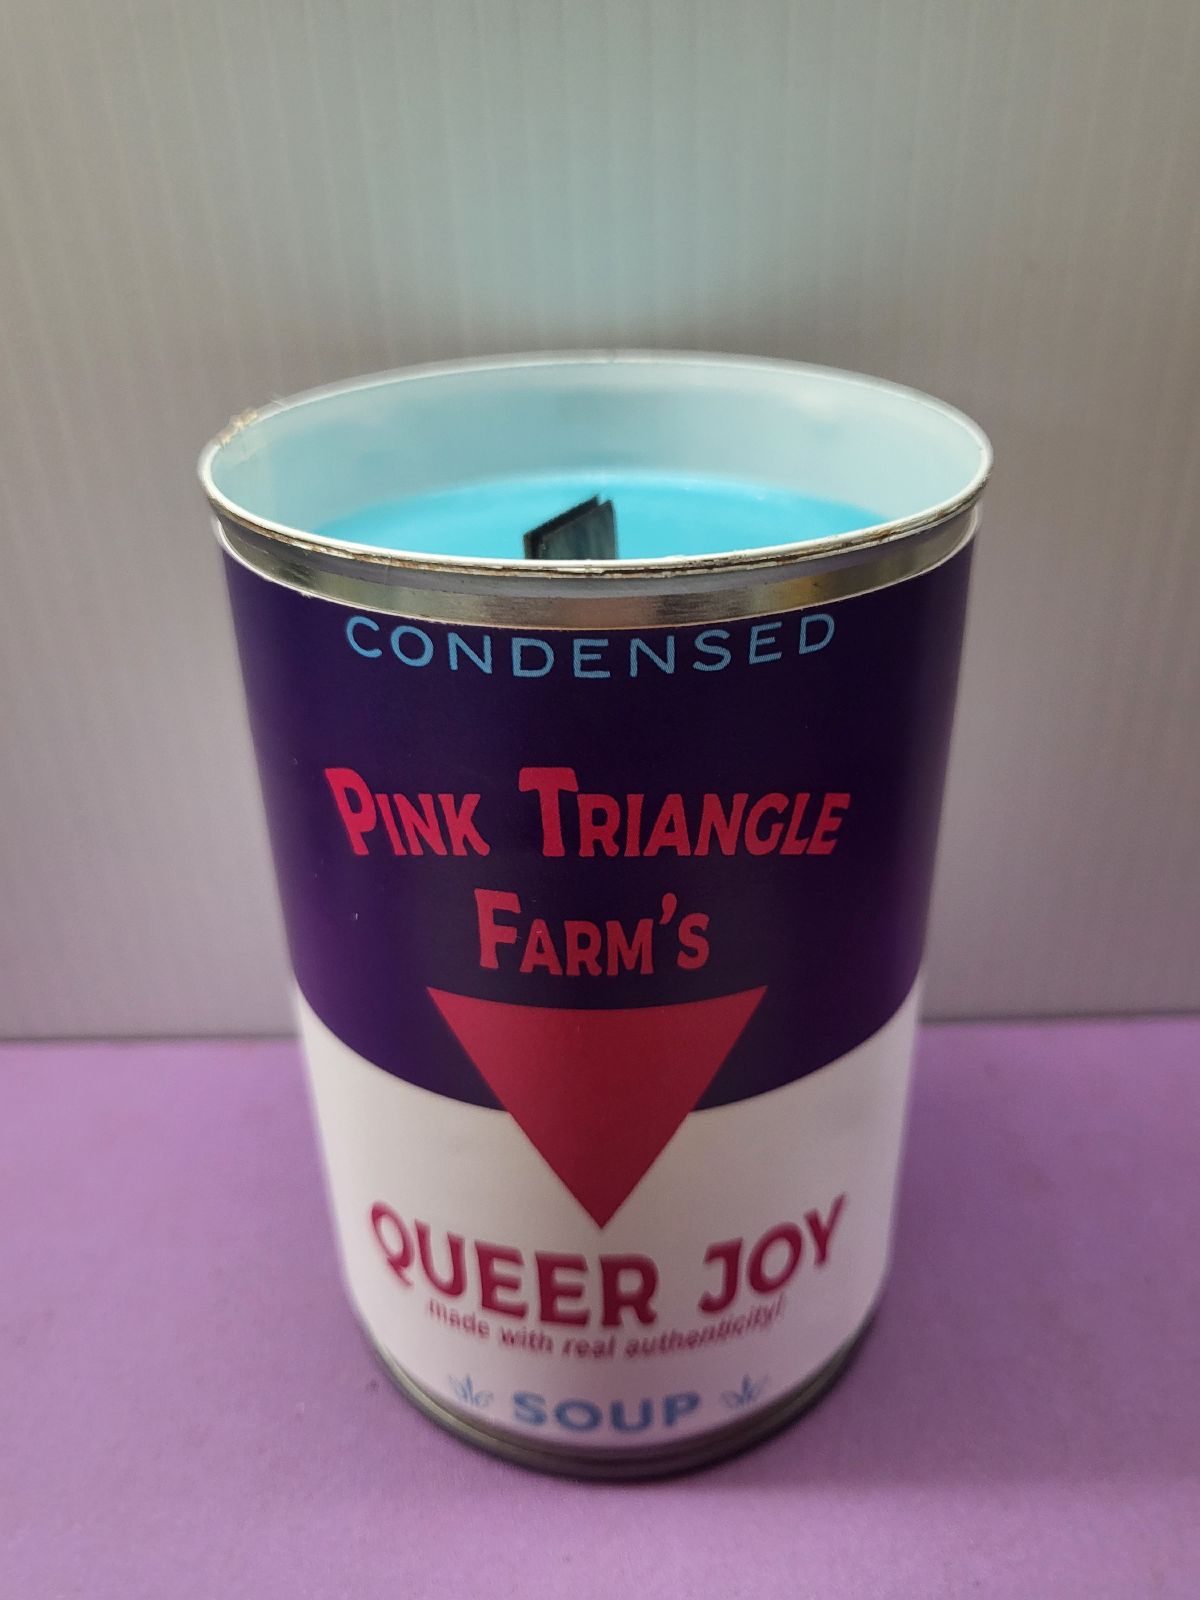 CONDENSED
PINK TRIANGLE
FARM'S
QUEER JOY
made with real authenticity!
SOUP